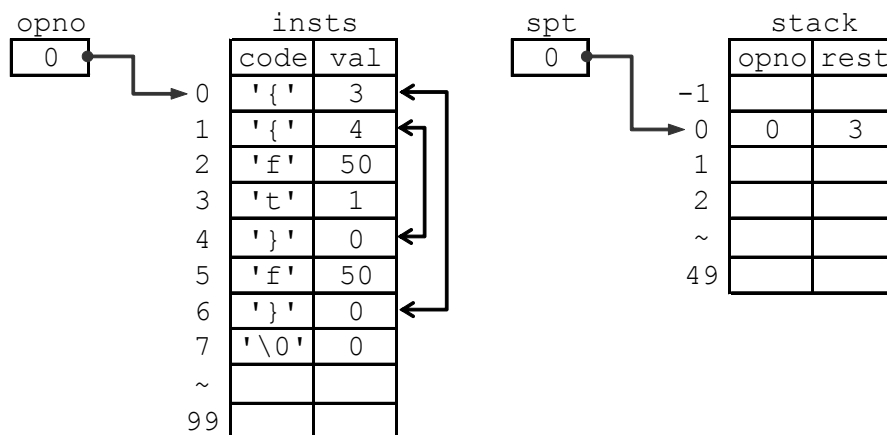 opno insts spt stack
0 code val 0 opno rest
0 '{' 3 -1
1 '{' 4 0 0 3
2 'f' 50 1
3 't' 1 2
4 '}' 0 ~
5 'f' 50 49
6 '}' 0
7 '\0' 0
~
99